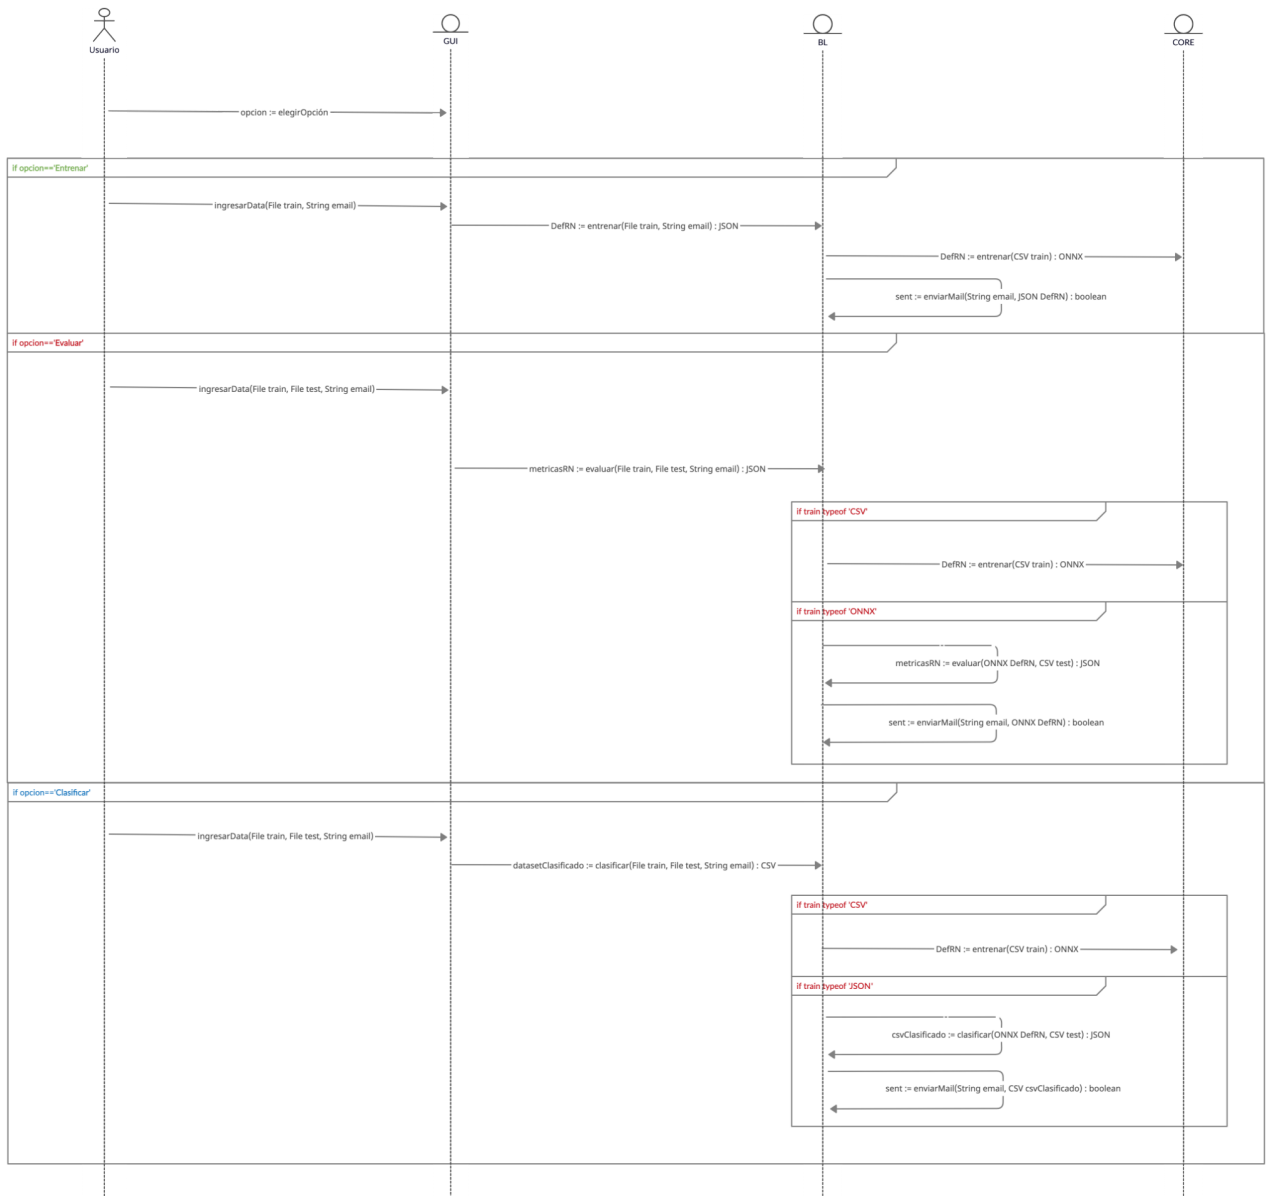 Usuario
GUI
BL
CORE
opcion := elegirOpción
if opcion=='Entrenar'
ingresarData(File train, String email)
DefRN := entrenar(File train, String email) : JSON
DefRN := entrenar(CSV train) : ONNX
sent := enviarMail(String email, JSON DefRN) : boolean
if opcion=='Evaluar'
ingresarData(File train, File test, String email)
metricasRN := evaluar(File train, File test, String email) : JSON
if train typeof 'CSV'
DefRN := entrenar(CSV train) : ONNX
if train typeof 'ONNX'
metricasRN := evaluar(ONNX DefRN, CSV test) : JSON
sent := enviarMail(String email, ONNX DefRN) : boolean
if opcion=='Clasificar'
ingresarData(File train, File test, String email)
datasetClasificado := clasificar(File train, File test, String email) : CSV
if train typeof 'CSV'
DefRN := entrenar(CSV train) : ONNX
if train typeof 'JSON'
csvClasificado := clasificar(ONNX DefRN, CSV test) : JSON
sent := enviarMail(String email, CSV csvClasificado) : boolean